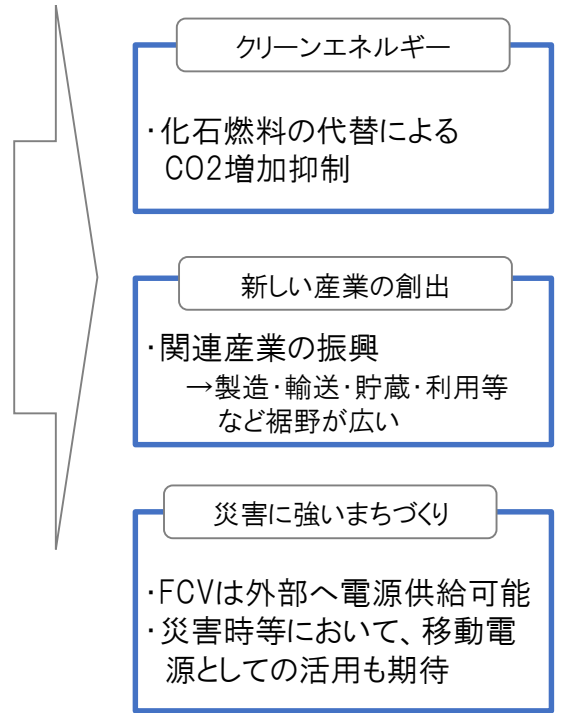 クリーンエネルギー
・化石燃料の代替による
CO2増加抑制
新しい産業の創出
・関連産業の振興
→製造・輸送・貯蔵・利用等
など裾野が広い
災害に強いまちづくり
・FCVは外部へ電源供給可能
・災害時等において、移動電
源としての活用も期待